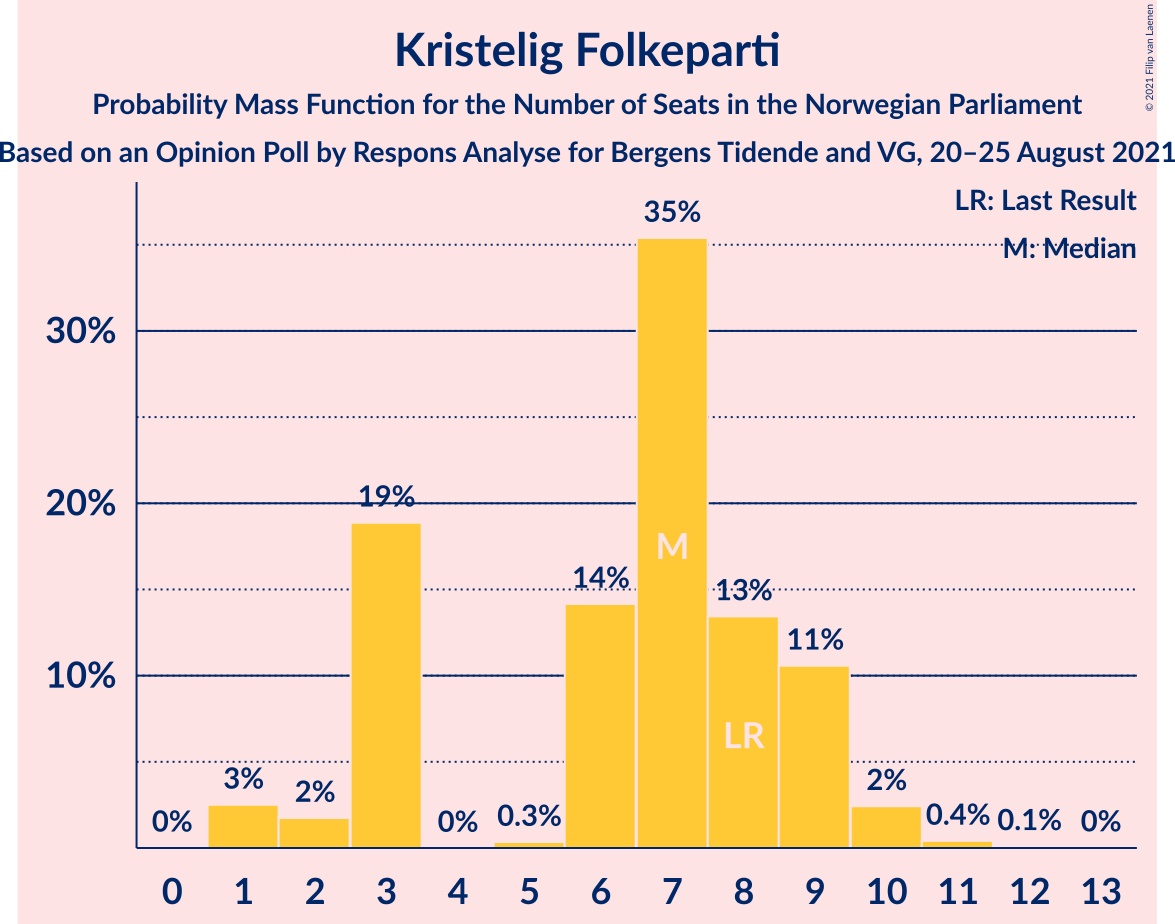 Kristelig Folkeparti
Probability Mass Function for the Number of Seats in the Norwegian Parliament
Based on an Opinion Poll by Respons Analyse for Bergens Tidende and VG, 20–25 August 2021
© 2021 Filip van Laenen
LR: Last Result
M: Median
35%
30%
20%
19%
14%
13%
11%
10%
3%
2%
2%
0%
0%
0.3%
0.4%
0.1%
0%
M
LR
0 1 2 3 4 5 6 7 8 9 10 11 12 13